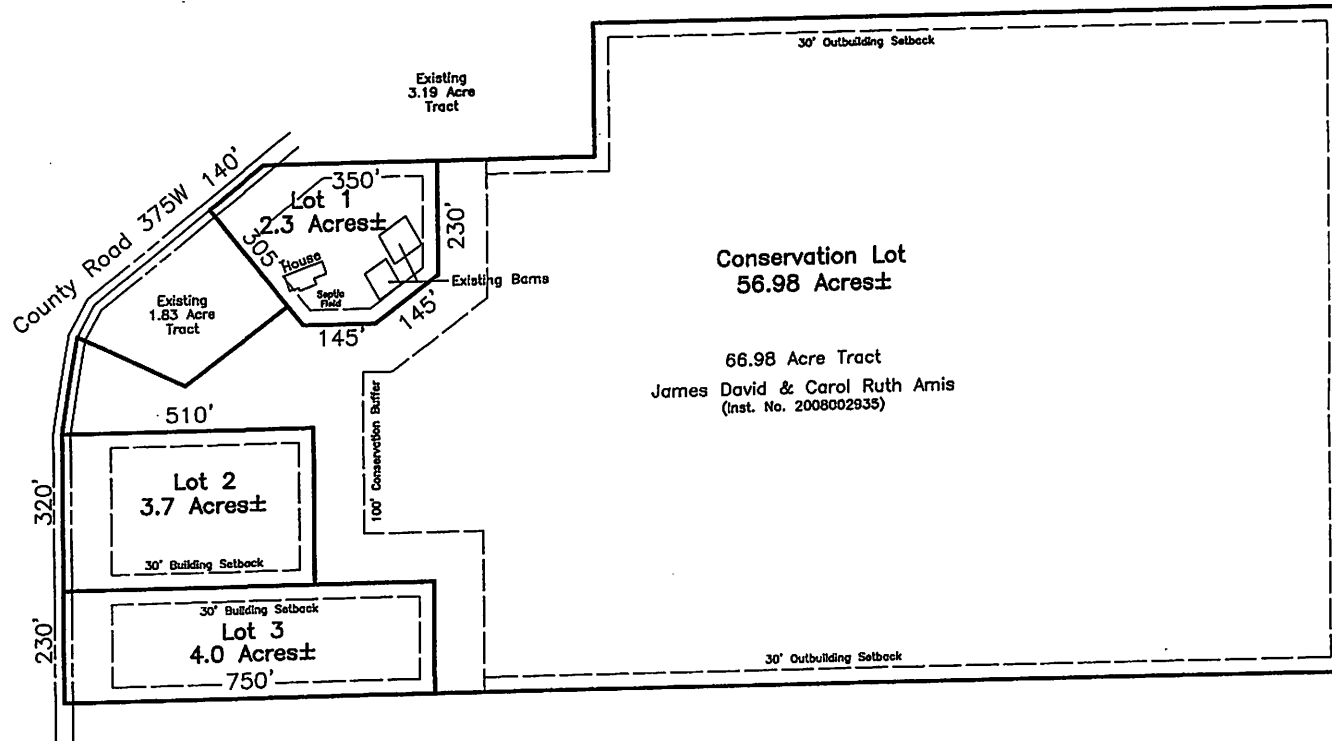 30' Outbuilding Setback
Existing
3.19 Acre
Tract
County Road 375W 140'
350'
Lot 1
2.3 Acres±
305'
House
Septic
Field
230'
Existing Barns
145'
145'
Existing
1.83 Acre
Tract
Conservation Lot
56.98 Acres±
66.98 Acre Tract
James David & Carol Ruth Amis
(Inst. No. 2008002935)
100' Conservation Buffer
510'
320'
Lot 2
3.7 Acres±
30' Building Setback
230'
30' Building Setback
Lot 3
4.0 Acres±
750'
30' Outbuilding Setback